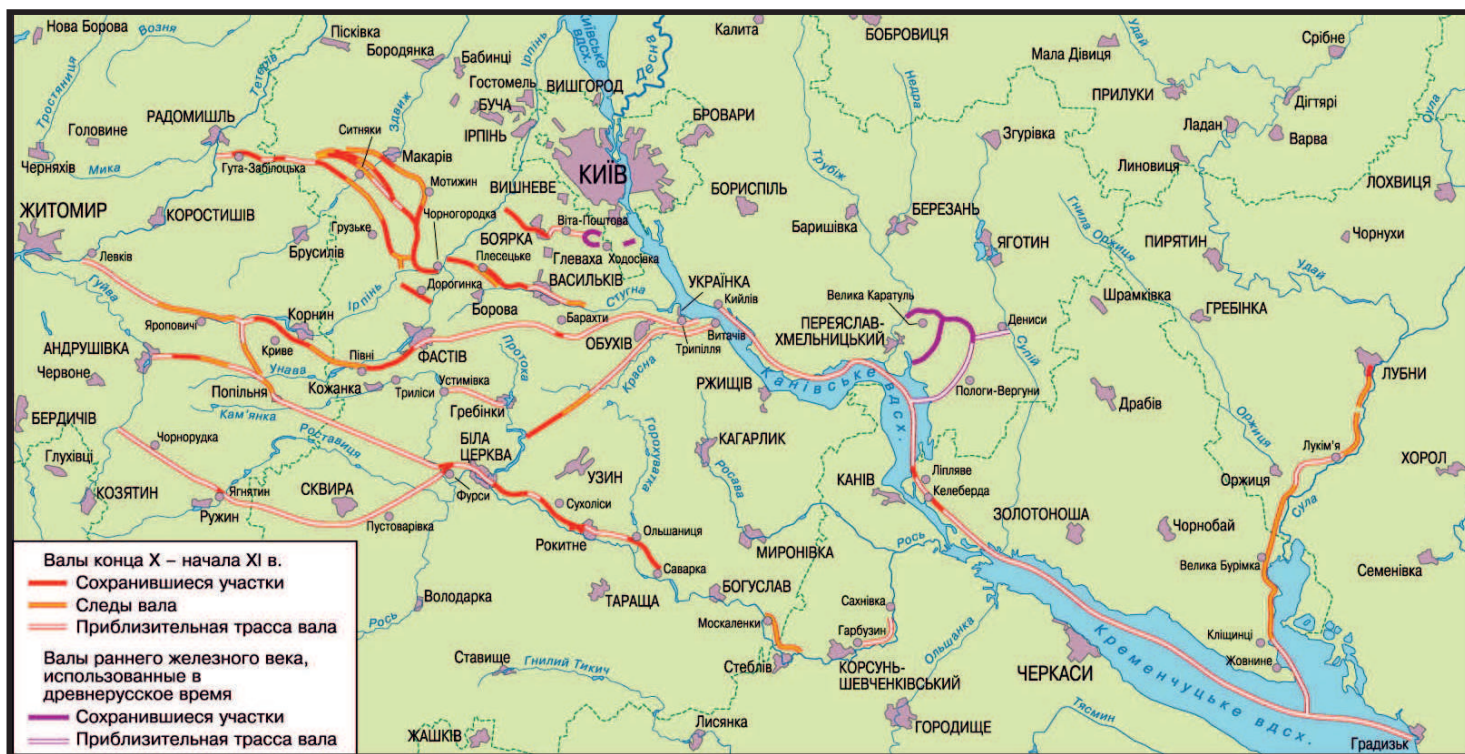 Нова Борова
Возня
Пісківка
Бородянка
Бабинці
Гостомель
БУЧА
ІРПІНЬ
Ірпінь
ВИШГОРОД
Київське
вдсх.
Десна
Калита
БОБРОВИЦЯ
Мала Дівиця
Удай
Срібне
ПРИЛУКИ
Дігтярі
Тростяниця
Тетерів
Здвиж
РАДОМИШЛЬ
Головине
Черняхів
Мика
Гута-Забілоцька
Ситняки
Макарів
Мотижин
БРОВАРИ
КИЇВ
Недра
Трубіж
Згурівка
Ладан
Варва
Линовиця
ЛОХВИЦЯ
ЖИТОМИР
КОРОСТИШІВ
Грузьке
Брусилів
Чорногородка
ВИШНЕВЕ
Віта-Поштова
БОЯРКА
Глеваха
Ходосівка
БОРИСПІЛЬ
Баришівка
БЕРЕЗАНЬ
ЯГОТИН
Гнила Оржиця
ПИРЯТИН
Чорнухи
Удай
Левків
Гуйва
Плесецьке
ВАСИЛЬКІВ
Дорогинка
Ірпінь
Борова
Стугна
УКРАЇНКА
Кийлів
Велика Каратуль
Шрамківка
ГРЕБІНКА
Яроповичі
Корнин
Барахти
Витачів
ПЕРЕЯСЛАВ-
ХМЕЛЬНИЦЬКИЙ
Дениси
Супій
АНДРУШІВКА
Криве
Півні
ФАСТІВ
ОБУХІВ
Трипілля
Червоне
Унава
Кожанка
Протока
Красна
Канівське вдсх.
Пологи-Вергуни
ЛУБНИ
Попільня
Триліси
Устимівка
Гребінки
РЖИЩІВ
Драбів
БЕРДИЧІВ
Кам'янка
Роставиця
Чорнорудка
Глухівці
БІЛА
ЦЕРКВА
Горохуватка
КАГАРЛИК
Росава
Оржиця
Лукім'я
Оржиця
ХОРОЛ
Сула
УЗИН
КАНІВ
Ліпляве
Келеберда
КОЗЯТИН
Ягнятин
Ружин
СКВИРА
Фурси
Пустоварівка
Сухоліси
Рокитне
Ольшаниця
ЗОЛОТОНОША
Чорнобай
МИРОНІВКА
Рось
Велика Бурімка
Семенівка
Саварка
Володарка
ТАРАЩА
БОГУСЛАВ
Рось
Москаленки
Сахнівка
Гарбузин
Стеблів
КОРСУНЬ-
ШЕВЧЕНКІВСЬКИЙ
Ольшанка
ЧЕРКАСИ
Кременчуцьке вдсх.
Кліщинці
Жовнине
Ставище
Гнилий Тикич
ЖАШКІВ
Лисянка
ГОРОДИЩЕ
Тясмин
Градизьк
Валы конца X – начала XI в.
Сохранившиеся участки
Следы вала
Приблизительная трасса вала
Валы раннего железного века,
использованные в
древнерусское время
Сохранившиеся участки
Приблизительная трасса вала